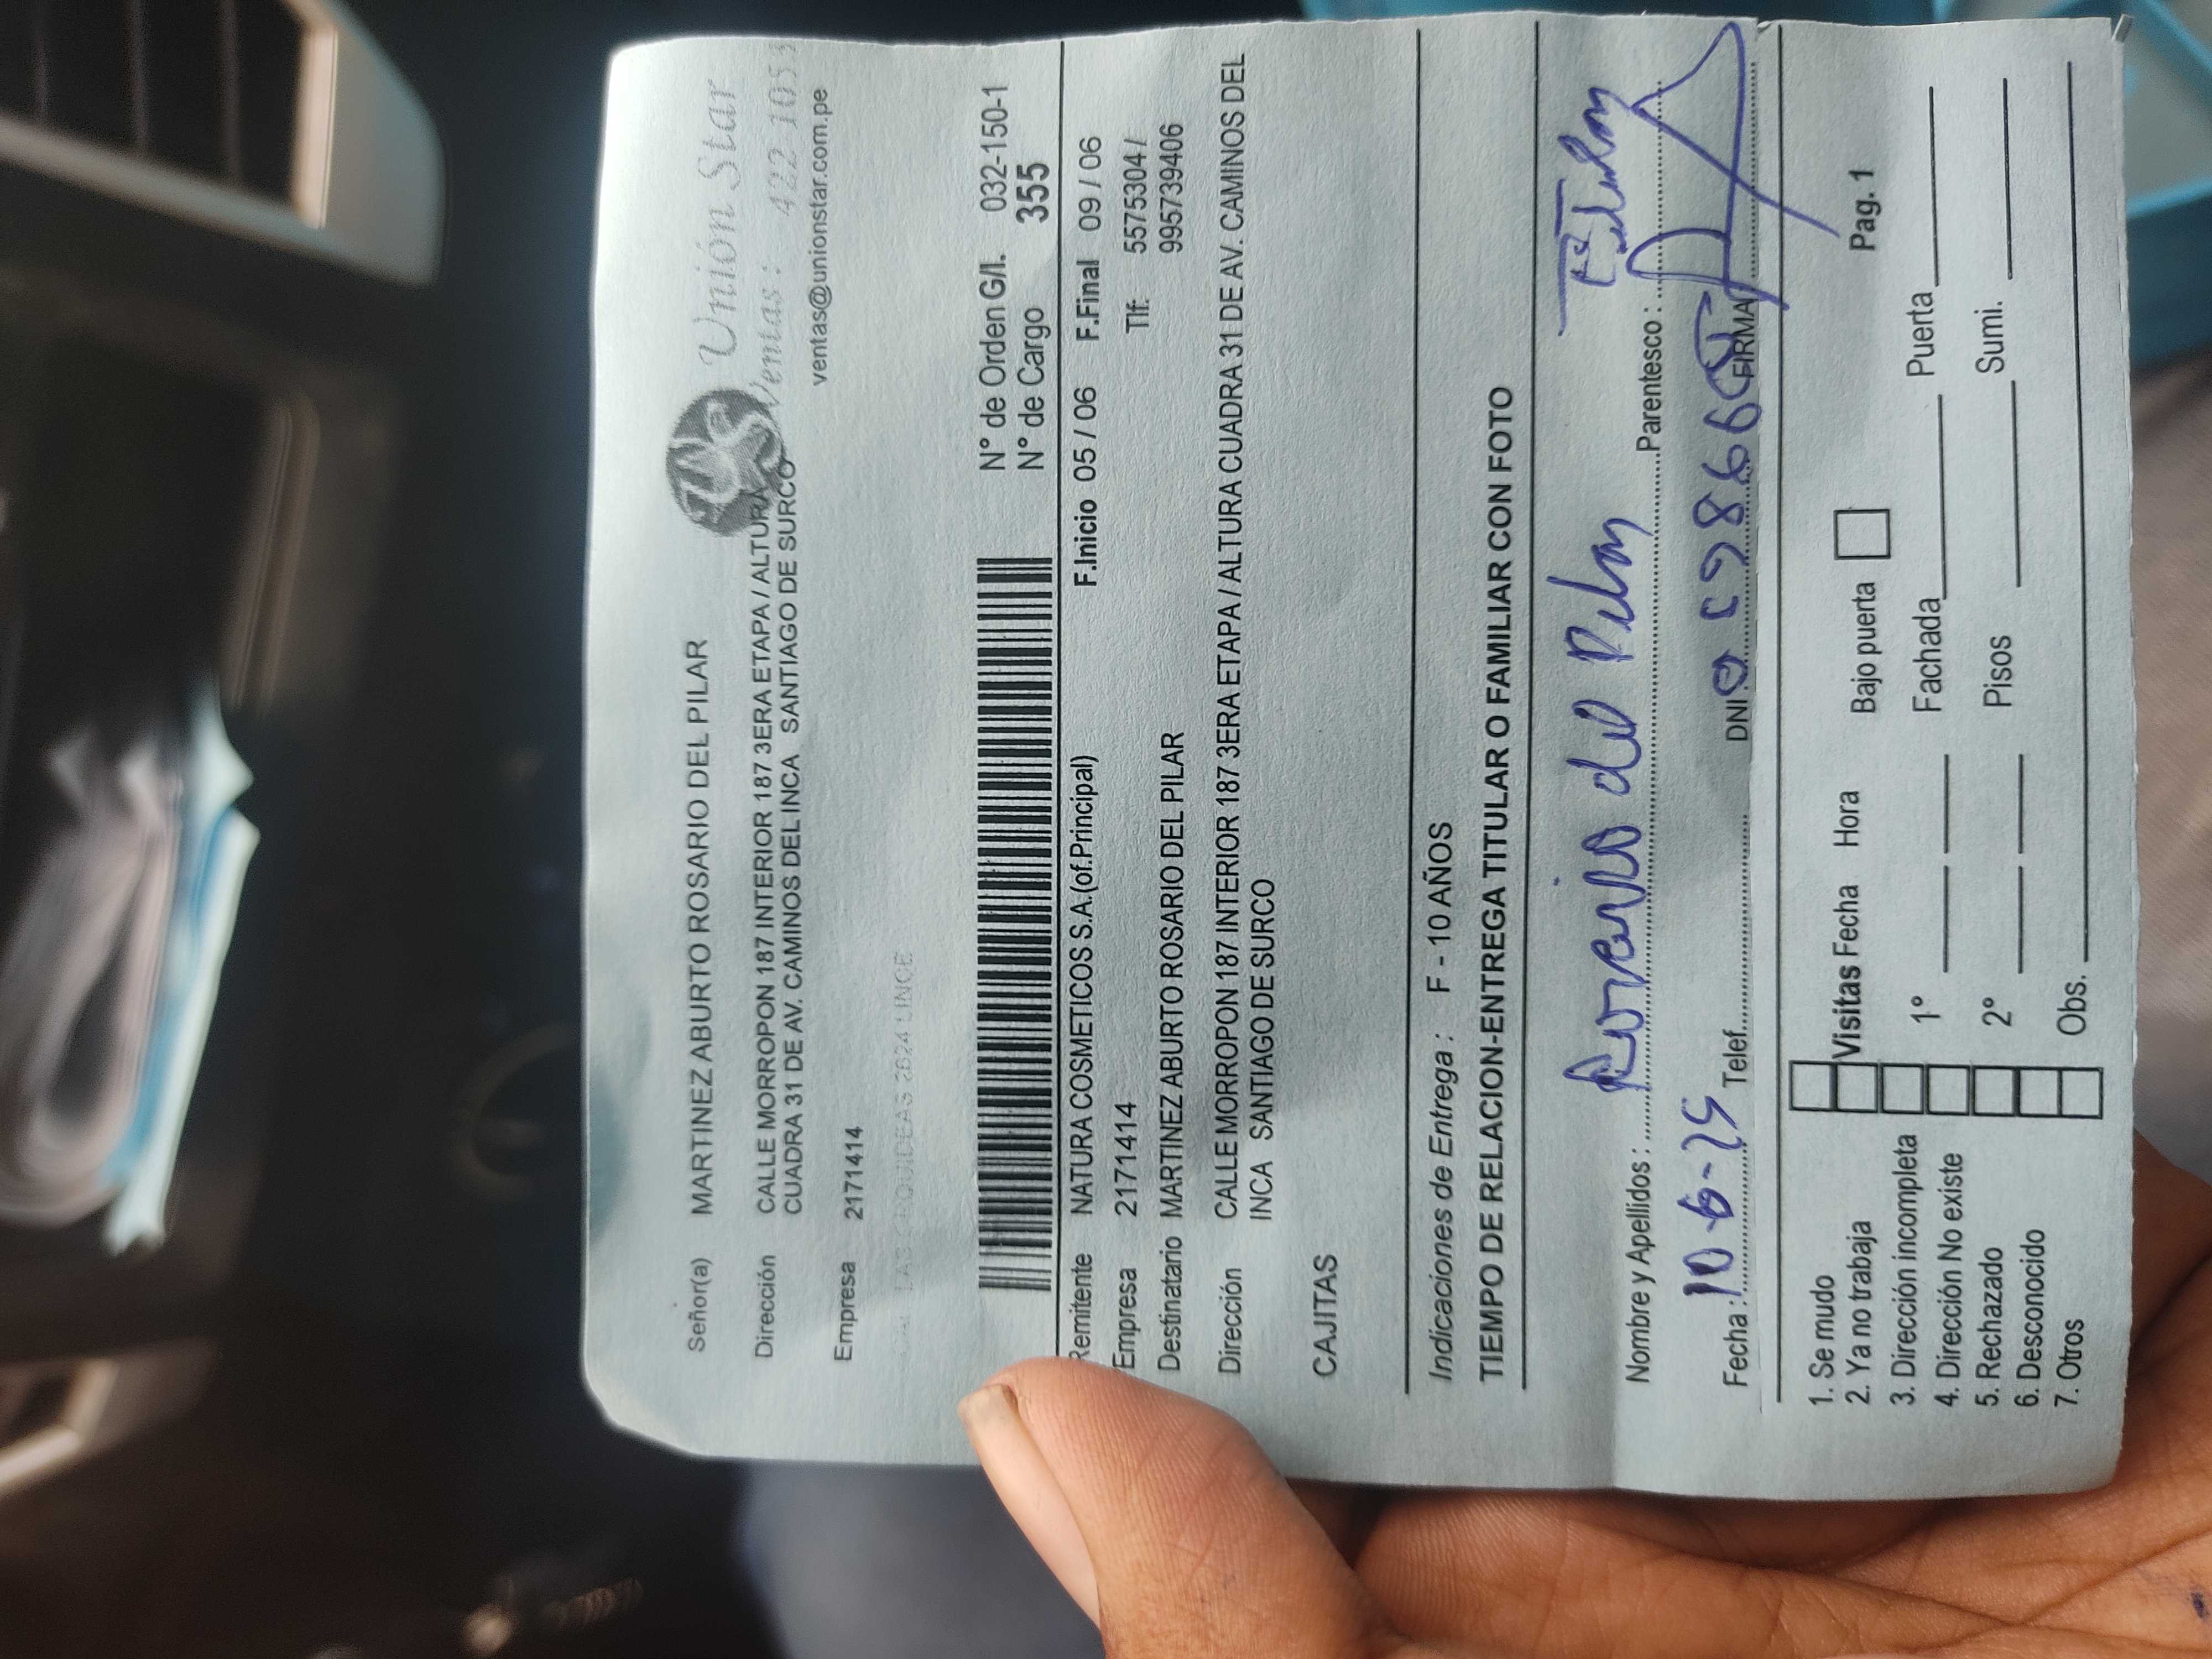 Unión Star
Ventas: 422 105
ventas@unionstar.com.pe
Señor(a) MARTINEZ ABURTO ROSARIO DEL PILAR
Dirección CALLE MORROPON 187 INTERIOR 187 3ERA ETAPA / ALTURA
CUADRA 31 DE AV. CAMINOS DEL INCA SANTIAGO DE SURCO
Empresa 2171414
2024 LINCE
N° de Orden G/I. 032-150-1
N° de Cargo 355
Remitente NATURA COSMETICOS S.A.(of.Principal) F.Inicio 05 / 06 F.Final 09 / 06
Empresa 2171414 Tlf: 5575304 /
Destinatario MARTINEZ ABURTO ROSARIO DEL PILAR 995739406
Dirección CALLE MORROPON 187 INTERIOR 187 3ERA ETAPA / ALTURA CUADRA 31 DE AV. CAMINOS DEL
INCA SANTIAGO DE SURCO
CAJITAS
Indicaciones de Entrega : F - 10 AÑOS
TIEMPO DE RELACION-ENTREGA TITULAR O FAMILIAR CON FOTO
Nombre y Apellidos : Rosario del Pilar Parentesco :
Fecha : 10-6-25 Telef. DNI FIRMA
1. Se mudo
2. Ya no trabaja Visitas Fecha Hora Bajo puerta Pag. 1
3. Dirección incompleta
4. Dirección No existe 1° Fachada Puerta
5. Rechazado
6. Desconocido 2° Pisos Sumi.
7. Otros Obs.